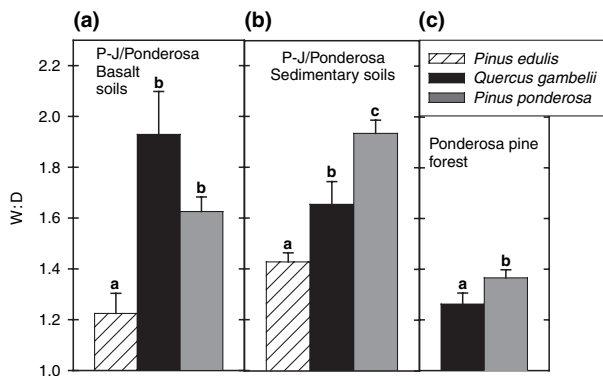 (a)
(b)
(c)
P-J/Ponderosa
Basalt
soils
P-J/Ponderosa
Sedimentary soils
Pinus edulis
Quercus gambelii
Pinus ponderosa
Ponderosa pine
forest
W:D
2.2
2.0
1.8
1.6
1.4
1.2
1.0
a
b
b
a
b
c
a
b